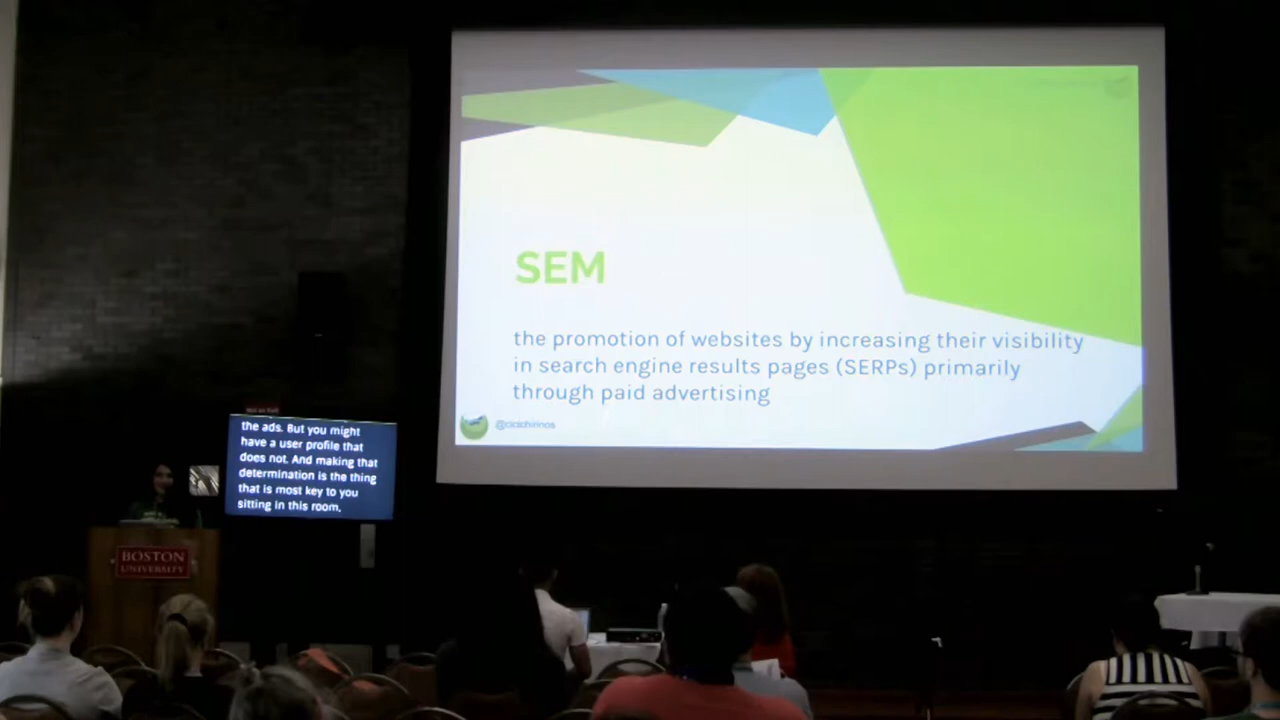 SEM
the promotion of websites by increasing their visibility
in search engine results pages (SERPs) primarily
through paid advertising
the ads. But you might
have a user profile that
does not. And making that
determination is the thing
that is most key to you
sitting in this room,
BOSTON
UNIVERSITY